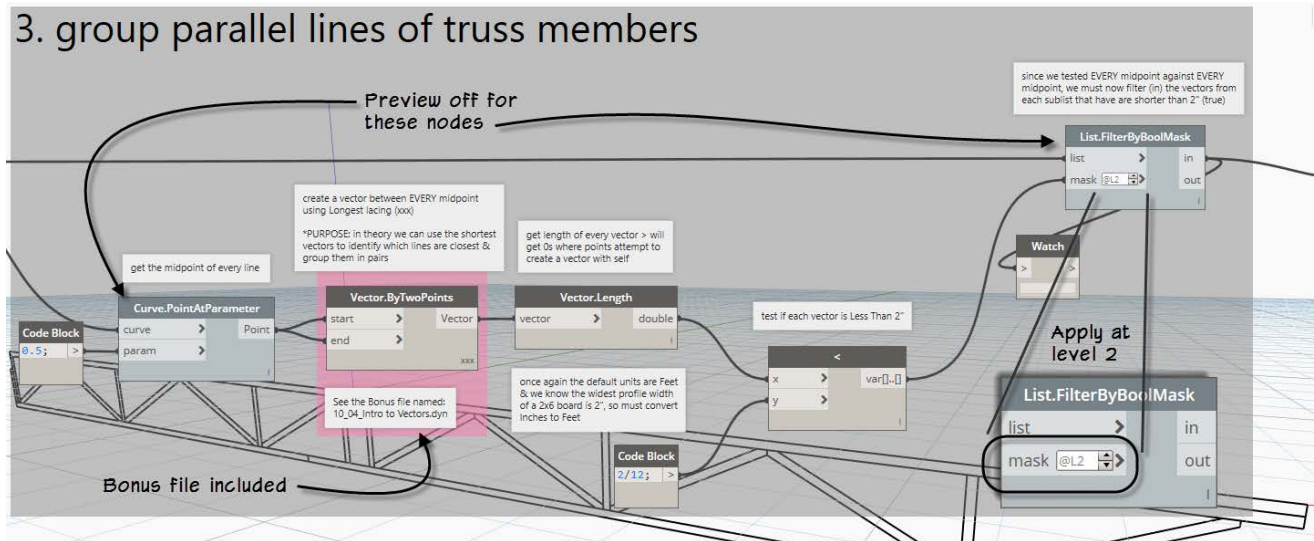 3. group parallel lines of truss members
since we tested EVERY midpoint against EVERY
midpoint, we must now filter (in) the vectors from
each sublist that have are shorter than 2" (true)
Preview off for
these nodes
List.FilterByBoolMask
list > in
mask @L2 > out
l
create a vector between EVERY midpoint
using Longest lacing (xxx)
*PURPOSE: in theory we can use the shortest
vectors to identify which lines are closest &
group them in pairs
get length of every vector > will
get 0s where points attempt to
create a vector with self
Watch
> >
get the midpoint of every line
Curve.PointAtParameter
curve > Point
param >
l
Vector.ByTwoPoints
start > Vector
end >
xxx
Vector.Length
vector > double
l
test if each vector is Less Than 2"
Code Block
0.5; >
<
x > var[]..[]
y >
l
Apply at
level 2
See the Bonus file named:
10_04_Intro to Vectors.dyn
once again the default units are Feet
& we know the widest profile width
of a 2x6 board is 2", so must convert
Inches to Feet
List.FilterByBoolMask
list > in
mask @L2 > out
l
Code Block
2/12; >
Bonus file included